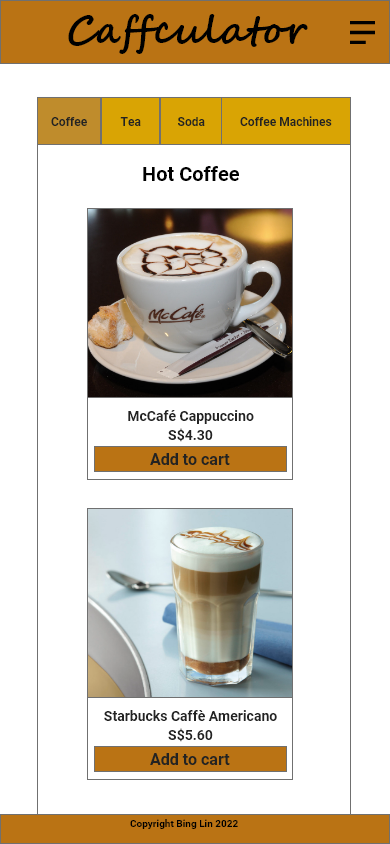 Caffculator
Coffee
Tea
Soda
Coffee Machines
Hot Coffee
McCafé
McCafé Cappuccino
S$4.30
Add to cart
Starbucks Caffè Americano
S$5.60
Add to cart
Copyright Bing Lin 2022